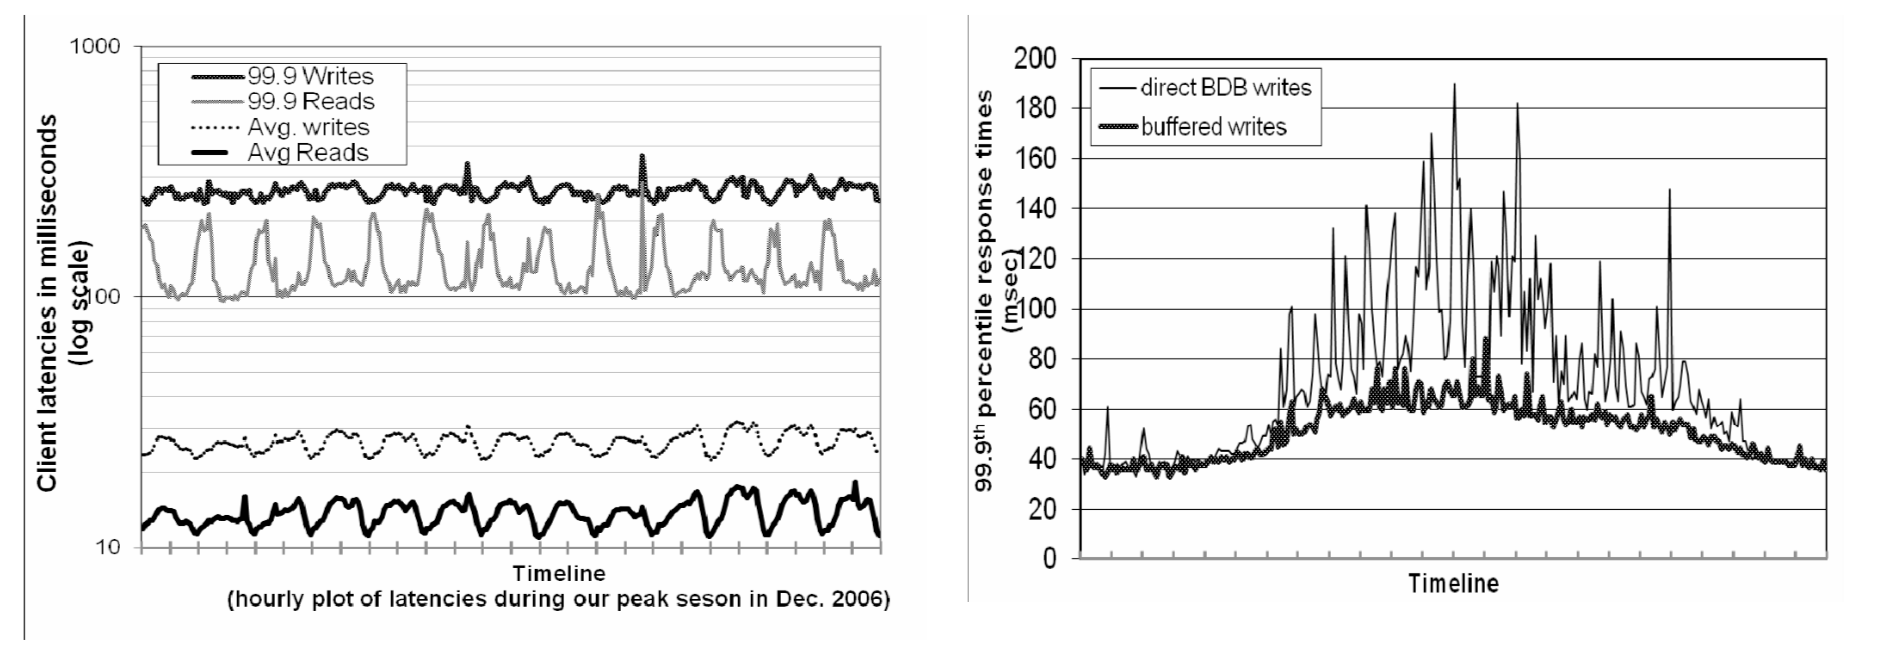 Client latencies in milliseconds
(log scale)
1000
100
10
99.9 Writes
99.9 Reads
Avg. writes
Avg Reads
Timeline
(hourly plot of latencies during our peak seson in Dec. 2006)
99.9th percentile response times
(msec)
200
180
160
140
120
100
80
60
40
20
0
direct BDB writes
buffered writes
Timeline